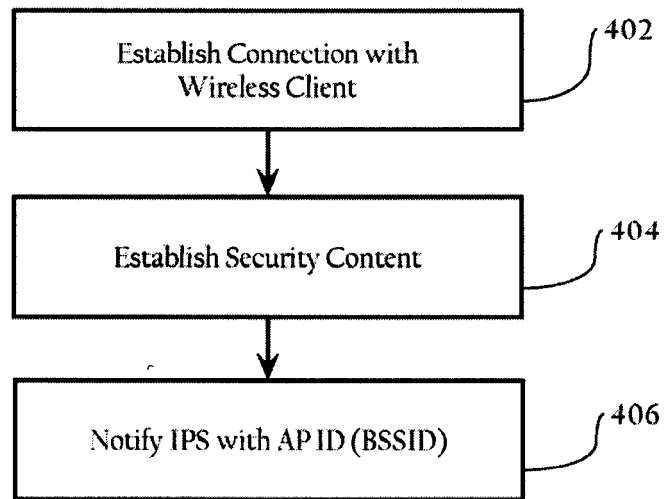 Establish Connection with
Wireless Client
402
Establish Security Content
404
Notify IPS with AP ID (BSSID)
406